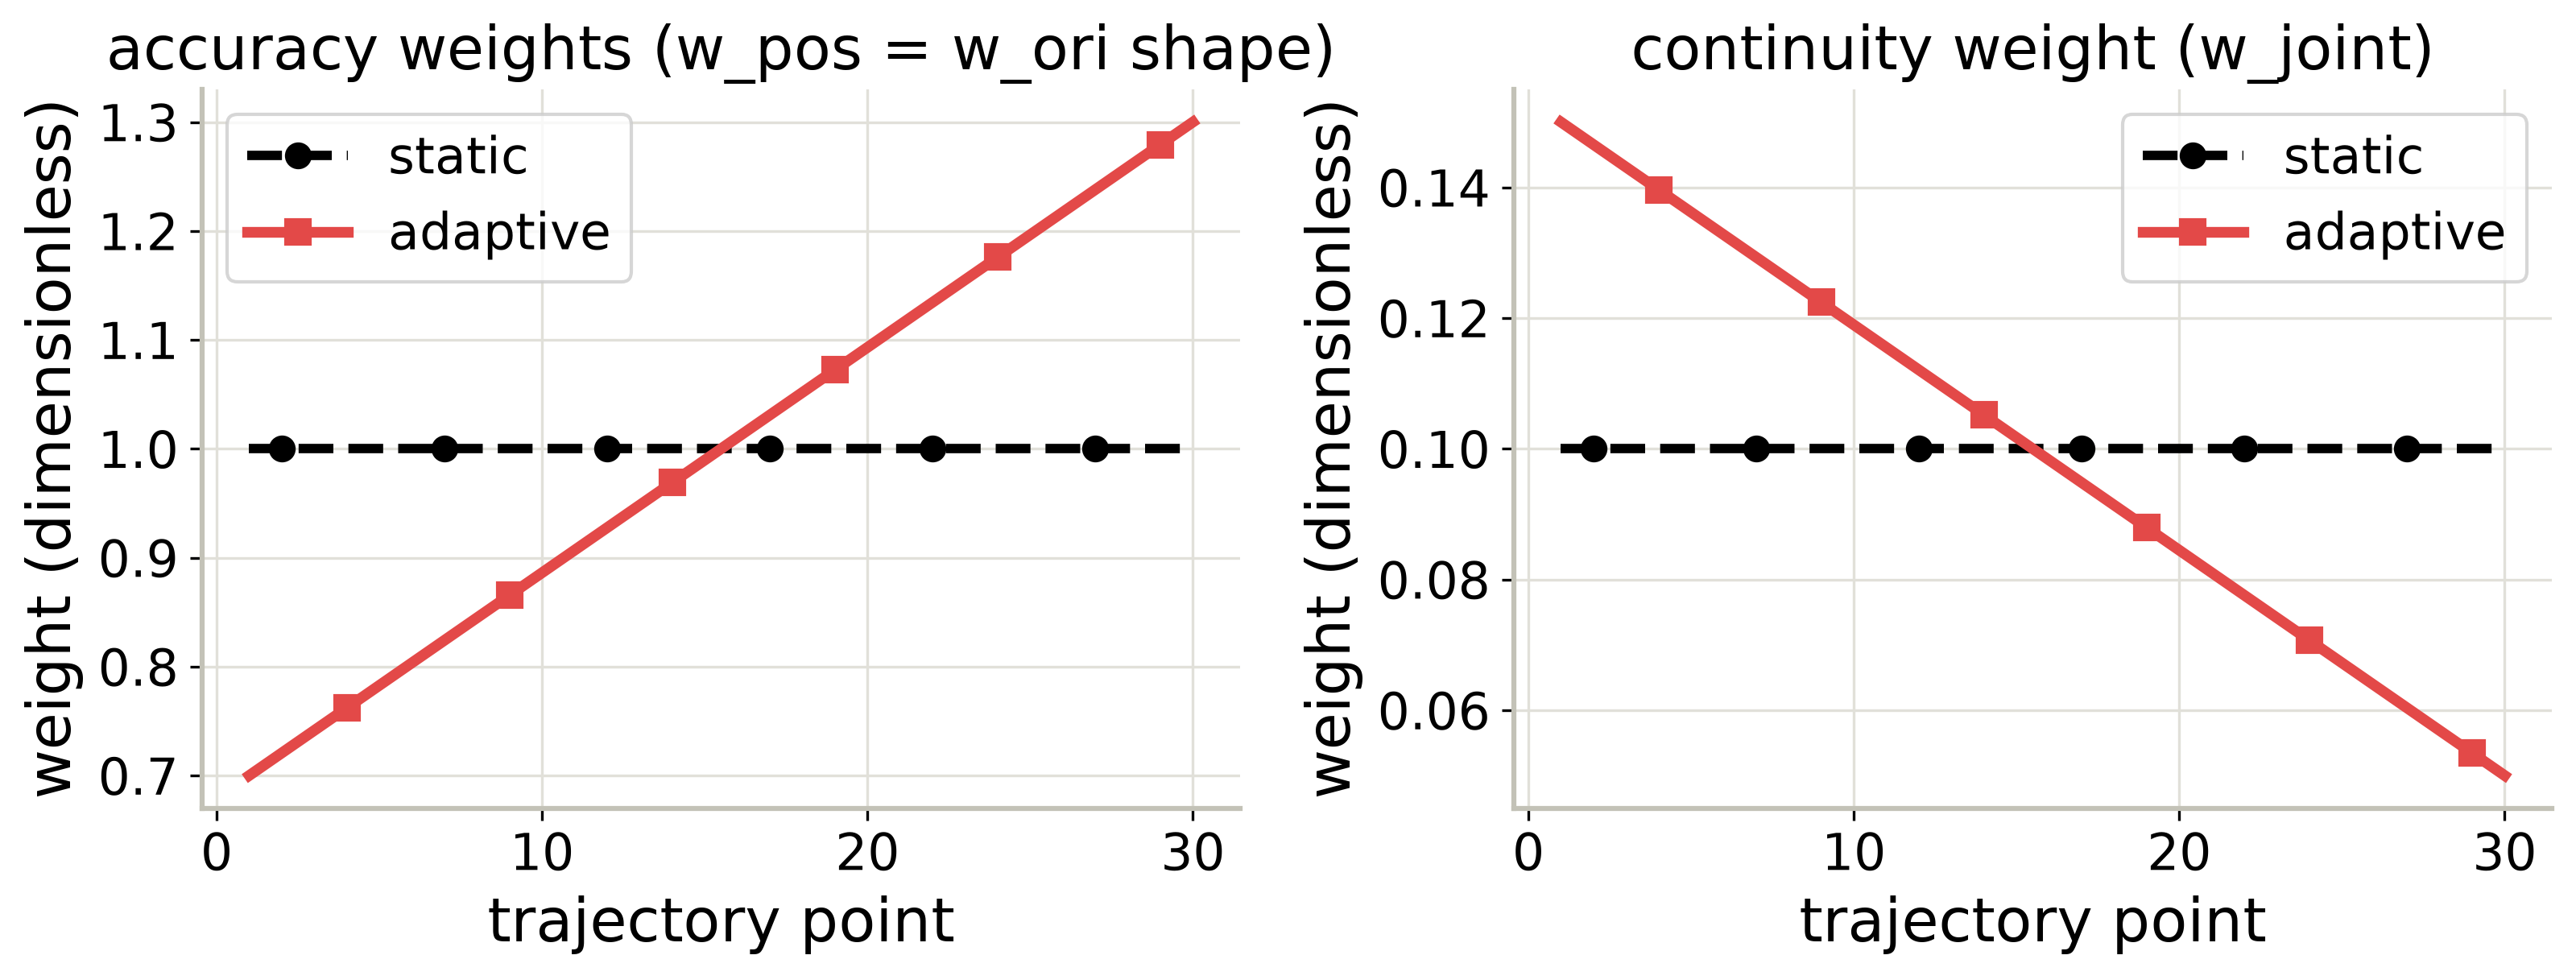 accuracy weights (w_pos = w_ori shape)
weight (dimensionless)
1.3
1.2
1.1
1.0
0.9
0.8
0.7
static
adaptive
0
10
20
30
trajectory point
continuity weight (w_joint)
weight (dimensionless)
0.14
0.12
0.10
0.08
0.06
static
adaptive
0
10
20
30
trajectory point